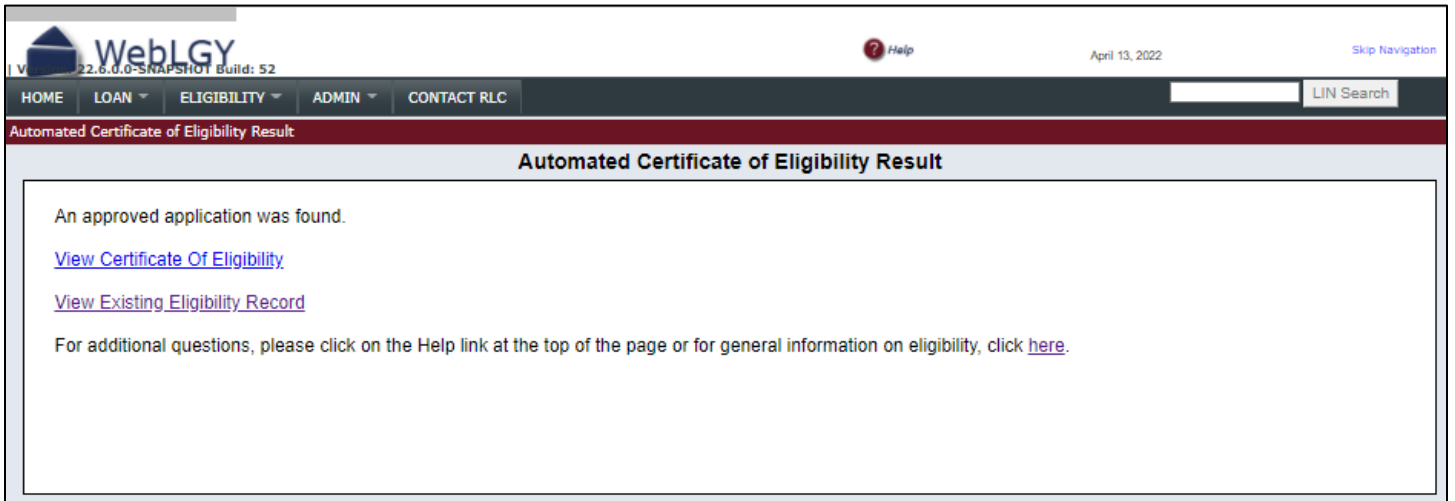 WebLGY
Help
April 13, 2022
Skip Navigation
22.6.0.0-SNAPSHOT Build: 52
HOME LOAN ELIGIBILITY ADMIN CONTACT RLC LIN Search
Automated Certificate of Eligibility Result
Automated Certificate of Eligibility Result
An approved application was found.
View Certificate Of Eligibility
View Existing Eligibility Record
For additional questions, please click on the Help link at the top of the page or for general information on eligibility, click here.